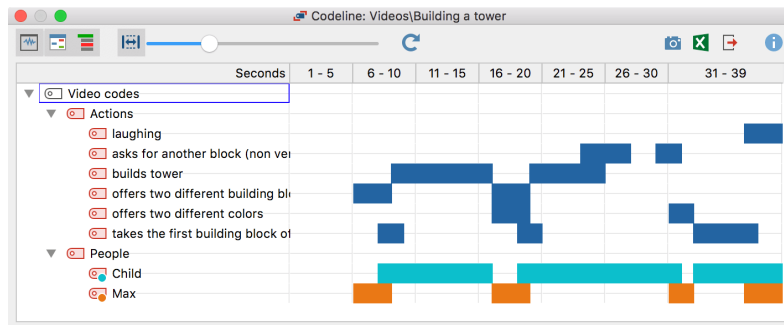 Codeline: Videos\Building a tower
Seconds 1 - 5 6 - 10 11 - 15 16 - 20 21 - 25 26 - 30 31 - 39
Video codes
Actions
laughing
asks for another block (non ver
builds tower
offers two different building blo
offers two different colors
takes the first building block of
People
Child
Max